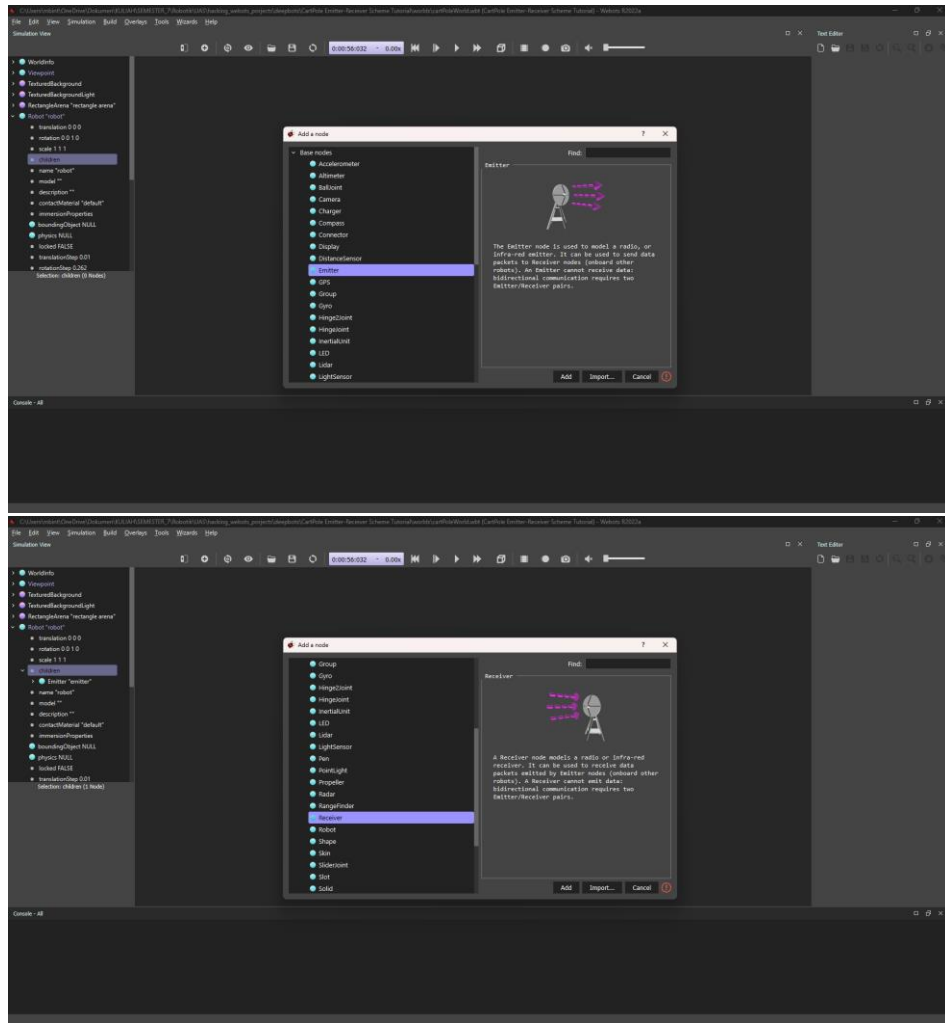 File Edit View Simulation Build Overlays Tools Wizards Help
Simulation View
Text Editor
0:00:56:032 - 0.00x
WorldInfo
Viewpoint
TexturedBackground
TexturedBackgroundLight
RectangleArena "rectangle arena"
Robot "robot"
translation 0 0 0
rotation 0 0 1 0
scale 1 1 1
children
name "robot"
model ""
description ""
contactMaterial "default"
immersionProperties
boundingObject NULL
physics NULL
locked FALSE
translationStep 0.01
rotationStep 0.262
Selection: children (0 Nodes)
Add a node
? X
Base nodes
Accelerometer
Altimeter
BallJoint
Camera
Charger
Compass
Connector
Display
DistanceSensor
Emitter
GPS
Group
Gyro
Hinge2Joint
HingeJoint
InertialUnit
LED
Lidar
LightSensor
Find:
Emitter
The Emitter node is used to model a radio, or
infra-red emitter. It can be used to send data
packets to Receiver nodes (onboard other
robots). An Emitter cannot receive data:
bidirectional communication requires two
Emitter/Receiver pairs.
Add Import... Cancel
Console - All
File Edit View Simulation Build Overlays Tools Wizards Help
Simulation View
Text Editor
0:00:56:032 - 0.00x
WorldInfo
Viewpoint
TexturedBackground
TexturedBackgroundLight
RectangleArena "rectangle arena"
Robot "robot"
translation 0 0 0
rotation 0 0 1 0
scale 1 1 1
children
Emitter "emitter"
name "robot"
model ""
description ""
contactMaterial "default"
immersionProperties
boundingObject NULL
physics NULL
locked FALSE
translationStep 0.01
Selection: children (1 Node)
Add a node
? X
Group
Gyro
Hinge2Joint
HingeJoint
InertialUnit
LED
Lidar
LightSensor
Pen
PointLight
Propeller
Radar
RangeFinder
Receiver
Robot
Shape
Skin
SliderJoint
Slot
Solid
Find:
Receiver
A Receiver node models a radio or infra-red
receiver. It can be used to receive data
packets emitted by Emitter nodes (onboard other
robots). A Receiver cannot emit data:
bidirectional communication requires two
Emitter/Receiver pairs.
Add Import... Cancel
Console - All